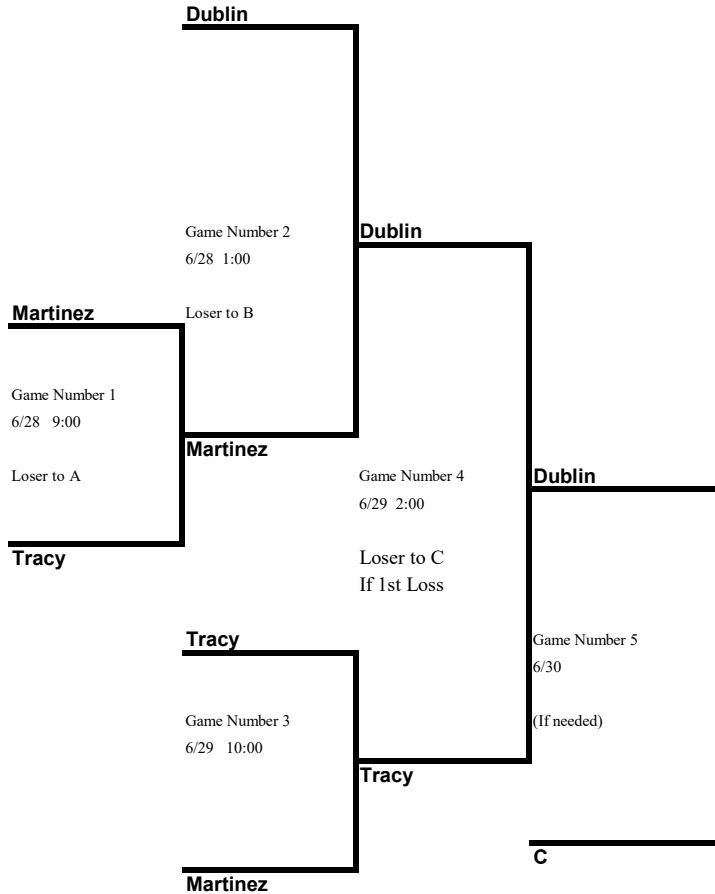 Dublin
Game Number 2
6/28 1:00
Loser to B
Dublin
Martinez
Game Number 1
6/28 9:00
Loser to A
Martinez
Tracy
Game Number 4
6/29 2:00
Loser to C
If 1st Loss
Dublin
Tracy
Game Number 3
6/29 10:00
Tracy
Martinez
Game Number 5
6/30
(If needed)
C